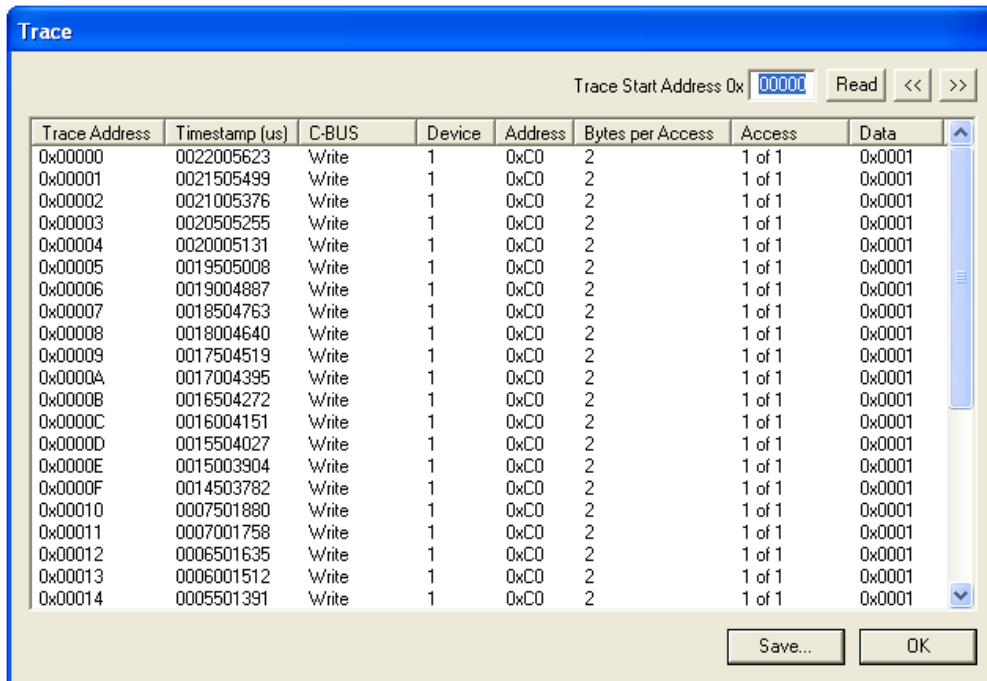 Trace
Trace Start Address 0x 00000 Read << >>
Trace Address Timestamp (us) C-BUS Device Address Bytes per Access Access Data
0x00000 0022005623 Write 1 0xC0 2 1 of 1 0x0001
0x00001 0021505499 Write 1 0xC0 2 1 of 1 0x0001
0x00002 0021005376 Write 1 0xC0 2 1 of 1 0x0001
0x00003 0020505255 Write 1 0xC0 2 1 of 1 0x0001
0x00004 0020005131 Write 1 0xC0 2 1 of 1 0x0001
0x00005 0019505008 Write 1 0xC0 2 1 of 1 0x0001
0x00006 0019004887 Write 1 0xC0 2 1 of 1 0x0001
0x00007 0018504763 Write 1 0xC0 2 1 of 1 0x0001
0x00008 0018004640 Write 1 0xC0 2 1 of 1 0x0001
0x00009 0017504519 Write 1 0xC0 2 1 of 1 0x0001
0x0000A 0017004395 Write 1 0xC0 2 1 of 1 0x0001
0x0000B 0016504272 Write 1 0xC0 2 1 of 1 0x0001
0x0000C 0016004151 Write 1 0xC0 2 1 of 1 0x0001
0x0000D 0015504027 Write 1 0xC0 2 1 of 1 0x0001
0x0000E 0015003904 Write 1 0xC0 2 1 of 1 0x0001
0x0000F 0014503782 Write 1 0xC0 2 1 of 1 0x0001
0x00010 0007501880 Write 1 0xC0 2 1 of 1 0x0001
0x00011 0007001758 Write 1 0xC0 2 1 of 1 0x0001
0x00012 0006501635 Write 1 0xC0 2 1 of 1 0x0001
0x00013 0006001512 Write 1 0xC0 2 1 of 1 0x0001
0x00014 0005501391 Write 1 0xC0 2 1 of 1 0x0001
Save... OK